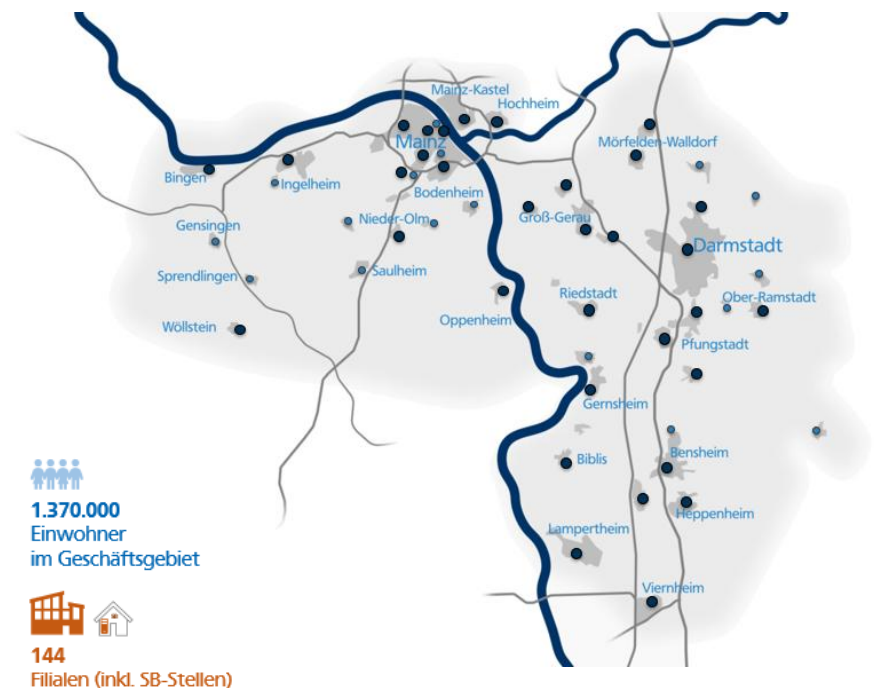 Mainz-Kastel
Hochheim
Mainz
Mörfelden-Walldorf
Bingen
Ingelheim
Bodenheim
Nieder-Olm
Groß-Gerau
Gensingen
Darmstadt
Sprendlingen
Saulheim
Riedstadt
Ober-Ramstadt
Wöllstein
Oppenheim
Pfungstadt
Gernsheim
Biblis
Bensheim
Heppenheim
Lampertheim
Viernheim
1.370.000
Einwohner
im Geschäftsgebiet
144
Filialen (inkl. SB-Stellen)